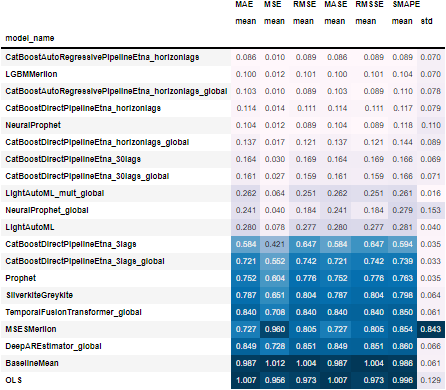 MAE MSE RMSE MASE RMSSE SMAPE
mean mean mean mean mean mean std
model_name
CatBoostAutoRegressivePipelineEtna_horizonlags 0.086 0.010 0.089 0.086 0.089 0.089 0.070
LGBMMerlion 0.100 0.012 0.101 0.100 0.101 0.104 0.070
CatBoostAutoRegressivePipelineEtna_horizonlags_global 0.103 0.010 0.089 0.103 0.089 0.110 0.078
CatBoostDirectPipelineEtna_horizonlags 0.114 0.014 0.111 0.114 0.111 0.117 0.079
NeuralProphet 0.104 0.012 0.089 0.104 0.089 0.118 0.110
CatBoostDirectPipelineEtna_horizonlags_global 0.137 0.017 0.121 0.137 0.121 0.144 0.089
CatBoostDirectPipelineEtna_30lags 0.164 0.030 0.169 0.164 0.169 0.166 0.069
CatBoostDirectPipelineEtna_30lags_global 0.161 0.027 0.159 0.161 0.159 0.166 0.071
LightAutoML_mult_global 0.262 0.064 0.251 0.262 0.251 0.261 0.016
NeuralProphet_global 0.241 0.040 0.184 0.241 0.184 0.279 0.153
LightAutoML 0.280 0.078 0.277 0.280 0.277 0.281 0.040
CatBoostDirectPipelineEtna_3lags 0.584 0.421 0.647 0.584 0.647 0.594 0.035
CatBoostDirectPipelineEtna_3lags_global 0.721 0.552 0.742 0.721 0.742 0.739 0.033
Prophet 0.752 0.604 0.776 0.752 0.776 0.763 0.035
SilverkiteGreykite 0.787 0.651 0.804 0.787 0.804 0.798 0.064
TemporalFusionTransformer_global 0.840 0.708 0.840 0.840 0.840 0.850 0.061
MSESMerlion 0.727 0.960 0.805 0.727 0.805 0.854 0.843
DeepAREstimator_global 0.849 0.728 0.851 0.849 0.851 0.860 0.066
BaselineMean 0.987 1.012 1.004 0.987 1.004 0.986 0.061
OLS 1.007 0.956 0.973 1.007 0.973 0.996 0.129